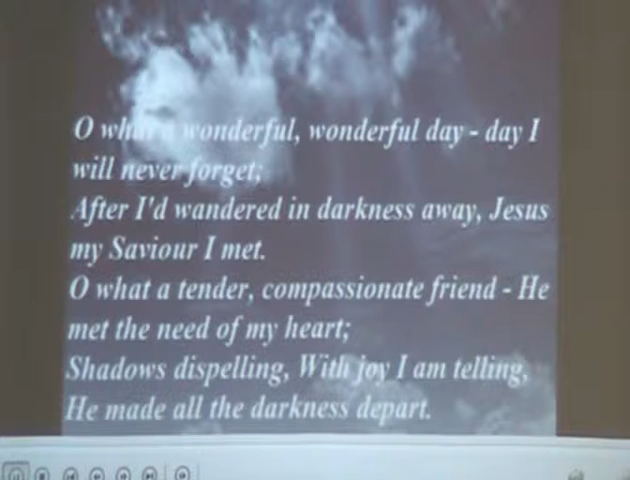 O what a wonderful, wonderful day - day I
will never forget;
After I'd wandered in darkness away, Jesus
my Saviour I met.
O what a tender, compassionate friend - He
met the need of my heart;
Shadows dispelling, With joy I am telling,
He made all the darkness depart.